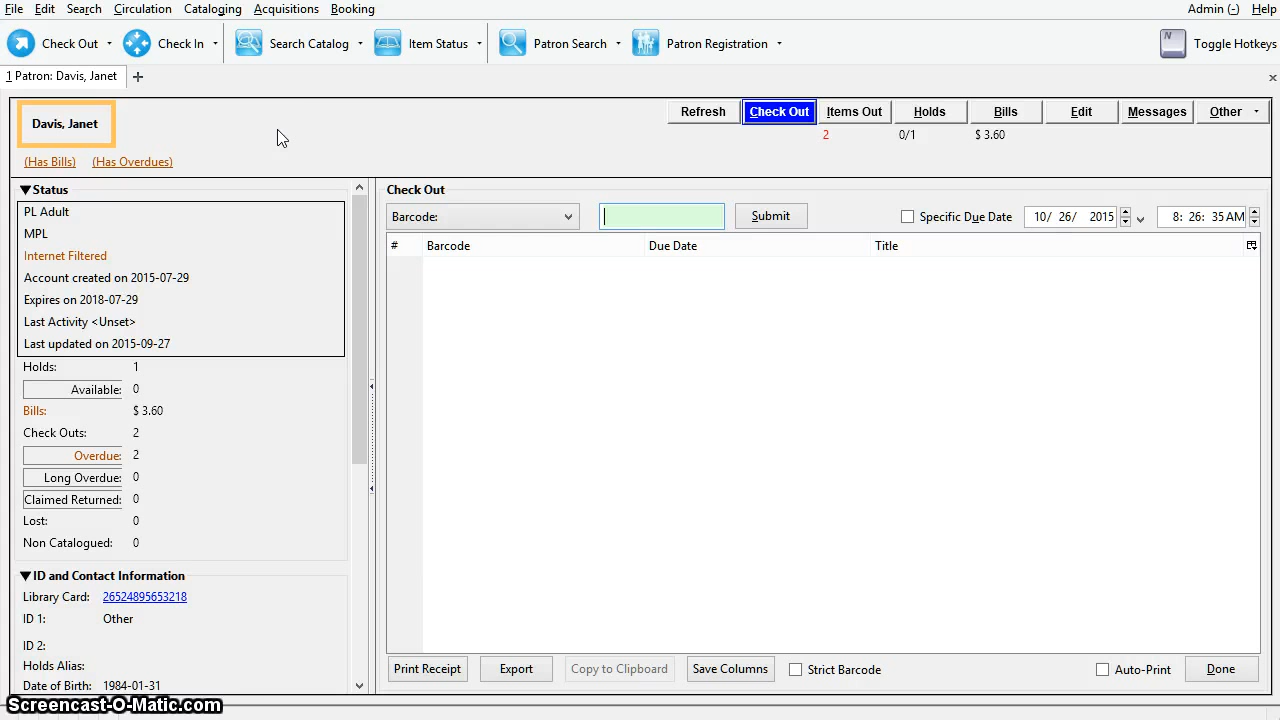 File Edit Search Circulation Cataloging Acquisitions Booking Admin (-) Help
Check Out Check In Search Catalog Item Status Patron Search Patron Registration N Toggle Hotkeys
1 Patron: Davis, Janet + ×
Davis, Janet
Refresh Check Out Items Out Holds Bills Edit Messages Other
2 0/1 $ 3.60
(Has Bills) (Has Overdues)
Status
PL Adult
MPL
Internet Filtered
Account created on 2015-07-29
Expires on 2018-07-29
Last Activy <Unset>
Last updated on 2015-09-27
Holds: 1
Available: 0
Bills: $ 3.60
Check Outs: 2
Overdue: 2
Long Overdue: 0
Claimed Returned: 0
Lost: 0
Non Catalogued: 0
ID and Contact Information
Library Card: 26524895653218
ID 1: Other
ID 2:
Holds Alias:
Date of Birth: 1984-01-31
Check Out
Barcode: Submit Specific Due Date 10/ 26/ 2015 8: 26: 35 AM
# Barcode Due Date Title
Print Receipt Export Copy to Clipboard Save Columns Strict Barcode Auto-Print Done
Screencast-O-Matic.com